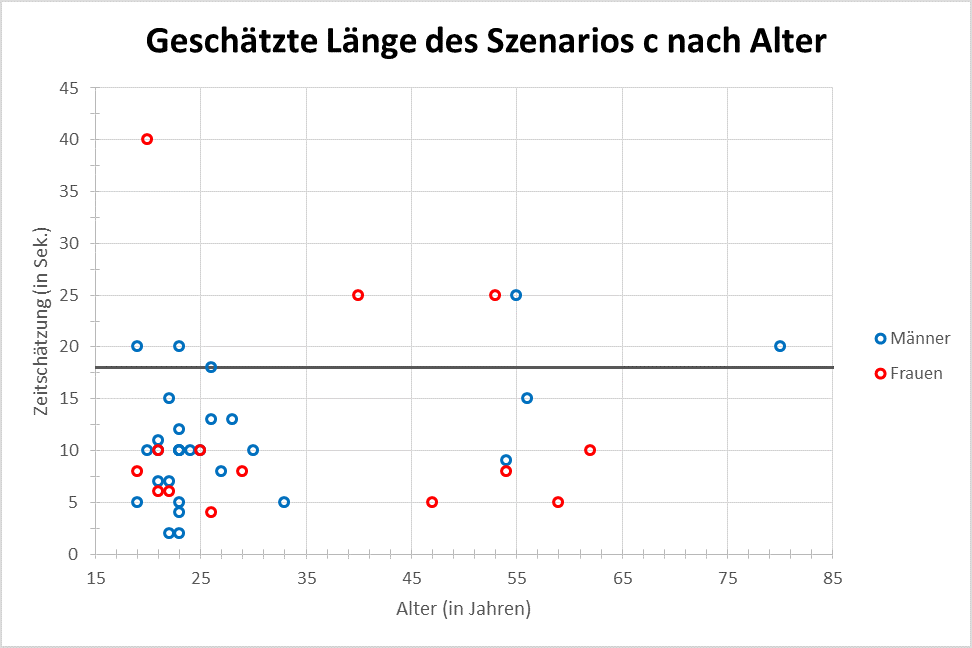 Geschätzte Länge des Szenarios c nach Alter
Zeitschätzung (in Sek.)
45
40
35
30
25
20
15
10
5
0
15 25 35 45 55 65 75 85
Alter (in Jahren)
Männer
Frauen